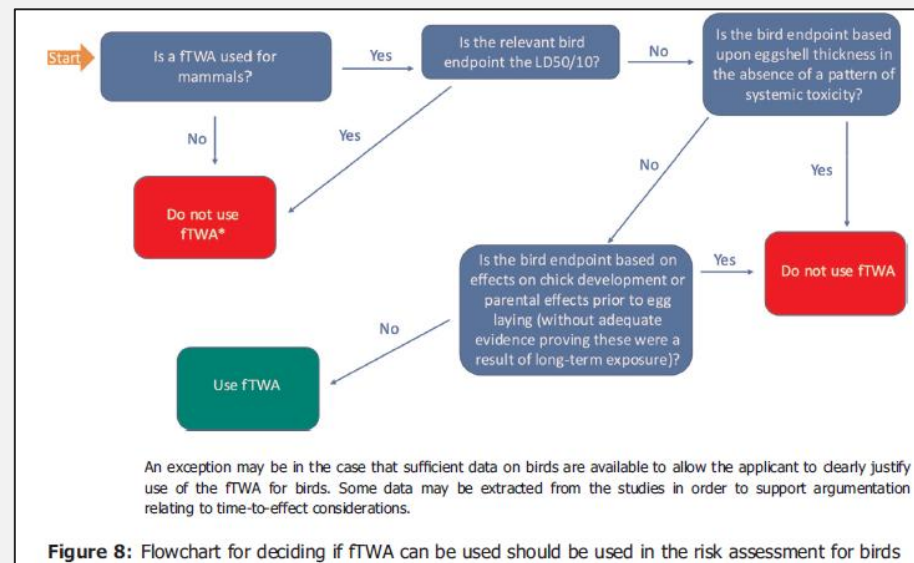 Start
Is a fTWA used for
mammals?
Yes
Is the relevant bird
endpoint the LD50/10?
No
Is the bird endpoint based
upon eggshell thickness in
the absence of a pattern of
systemic toxicity?
No
Yes
No
Yes
Do not use
fTWA*
Is the bird endpoint based on
effects on chick development or
parental effects prior to egg
laying (without adequate
evidence proving these were a
result of long-term exposure)?
Yes
Do not use fTWA
No
Use fTWA
An exception may be in the case that sufficient data on birds are available to allow the applicant to clearly justify
use of the fTWA for birds. Some data may be extracted from the studies in order to support argumentation
relating to time-to-effect considerations.
Figure 8: Flowchart for deciding if fTWA can be used should be used in the risk assessment for birds